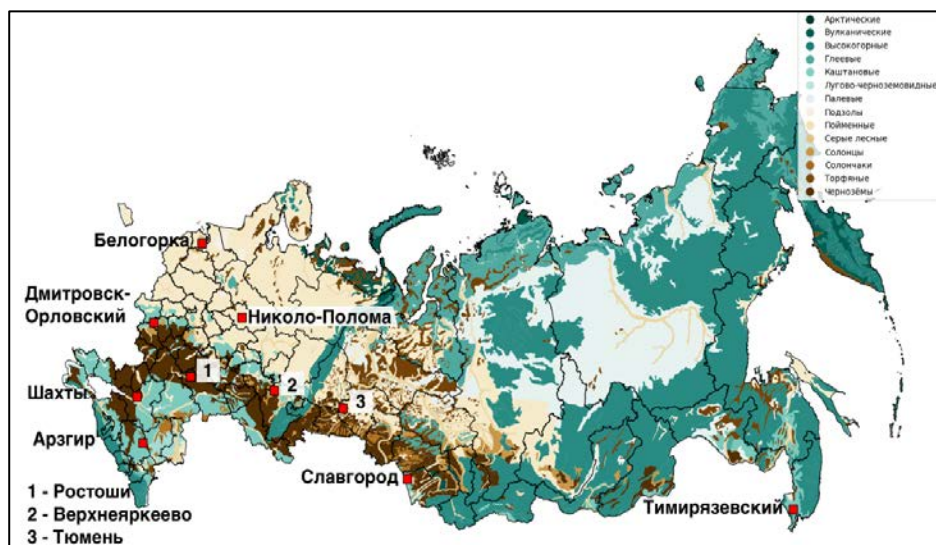 Арктические
Вулканические
Высокогорные
Глеевые
Каштановые
Лугово-черноземовидные
Палевые
Подзолы
Пойменные
Серые лесные
Солонцы
Солончаки
Торфяные
Чернозёмы
Белогорка
Дмитровск-
Орловский
Николо-Полома
1
2
Шахты
3
Арзгир
Славгород
1 - Ростоши
2 - Верхнеяркеево
3 - Тюмень
Тимирязевский